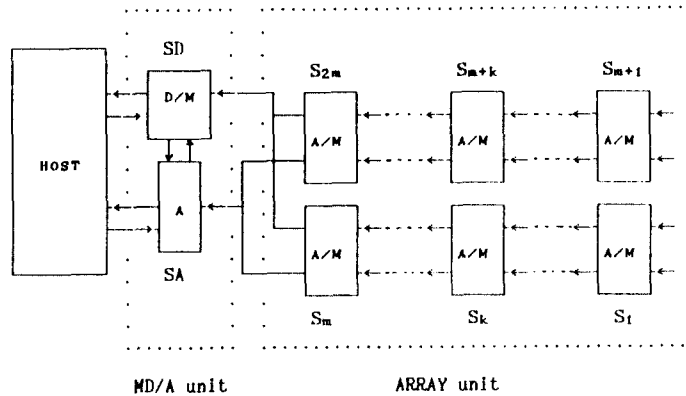 SD
S2m
Sm+k
Sm+1
D/M
A/M
A/M
A/M
HOST
A
A/M
A/M
A/M
SA
Sm
Sk
S1
MD/A unit
ARRAY unit